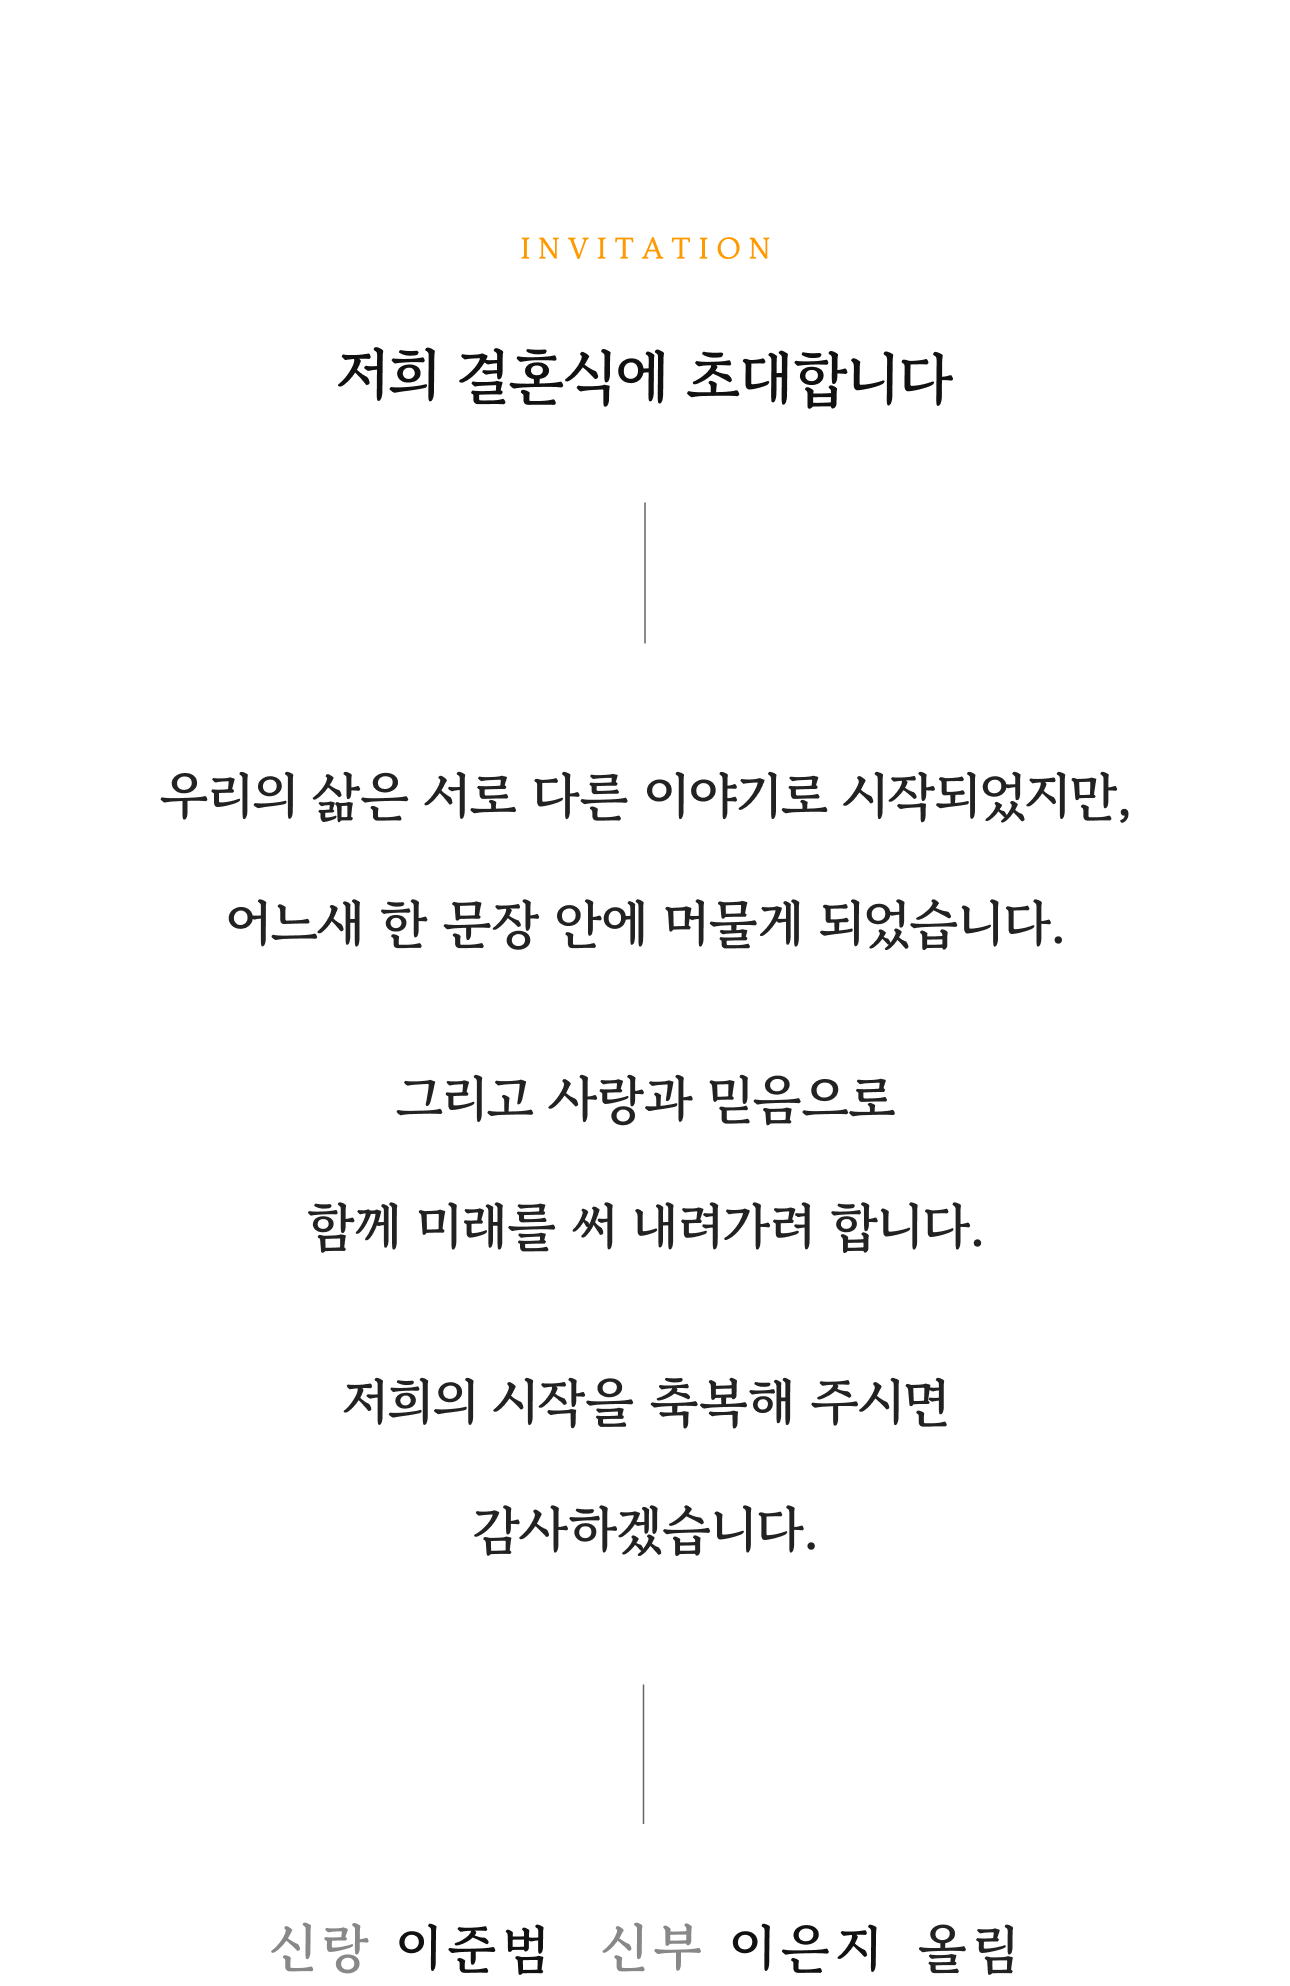 INVITATION
저희 결혼식에 초대합니다
우리의 삶은 서로 다른 이야기로 시작되었지만,
어느새 한 문장 안에 머물게 되었습니다.
그리고 사랑과 믿음으로
함께 미래를 써 내려가려 합니다.
저희의 시작을 축복해 주시면
감사하겠습니다.
신랑 이준범 신부 이은지 올림